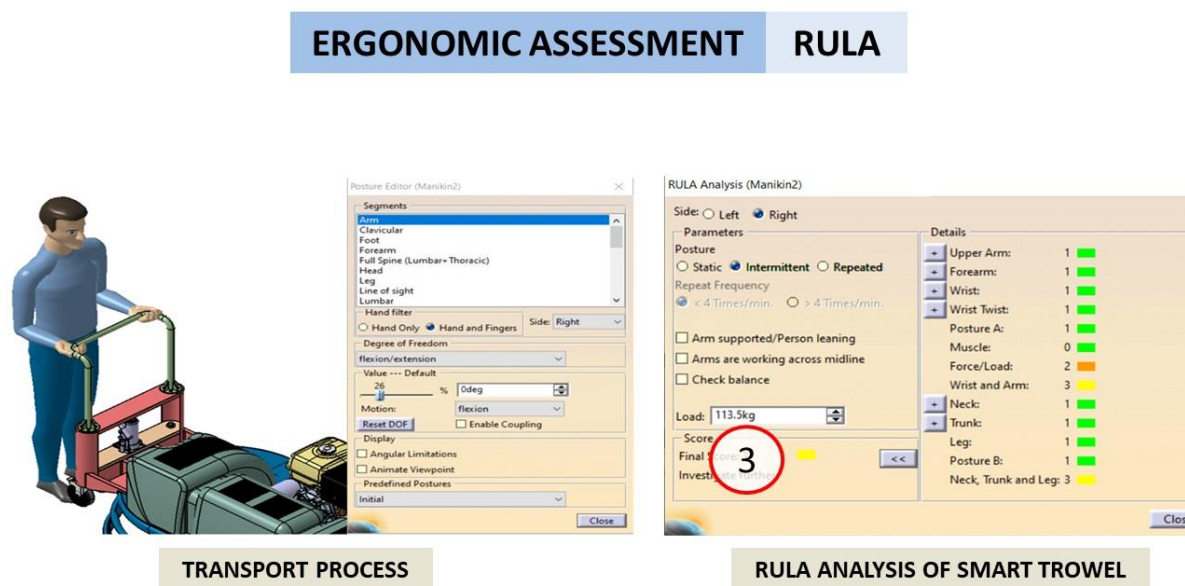 ERGONOMIC ASSESSMENT RULA
Posture Editor (Manikin2)
Segments
Arm
Clavicular
Foot
Forearm
Full Spine (Lumbar+Thoracic)
Head
Leg
Line of sight
Lumbar
Hand filter
Hand Only Hand and Fingers Side: Right
Degree of Freedom
flexion/extension
Value --- Default
26 % 0deg
Motion: flexion
Reset DOF Enable Coupling
Display
Angular Limitations
Animate Viewpoint
Predefined Postures
Initial
Close
RULA Analysis (Manikin2)
Side: Left Right
Parameters
Posture
Static Intermittent Repeated
Repeat Frequency
< 4 Times/min. > 4 Times/min.
Arm supported/Person leaning
Arms are working across midline
Check balance
Load: 113.5kg
Score
Final Score: 3 <<
Investigate further
Details
+ Upper Arm: 1
+ Forearm: 1
+ Wrist: 1
+ Wrist Twist: 1
Posture A: 1
Muscle: 0
Force/Load: 2
Wrist and Arm: 3
+ Neck: 1
+ Trunk: 1
Leg: 1
Posture B: 1
Neck, Trunk and Leg: 3
Clos
TRANSPORT PROCESS
RULA ANALYSIS OF SMART TROWEL